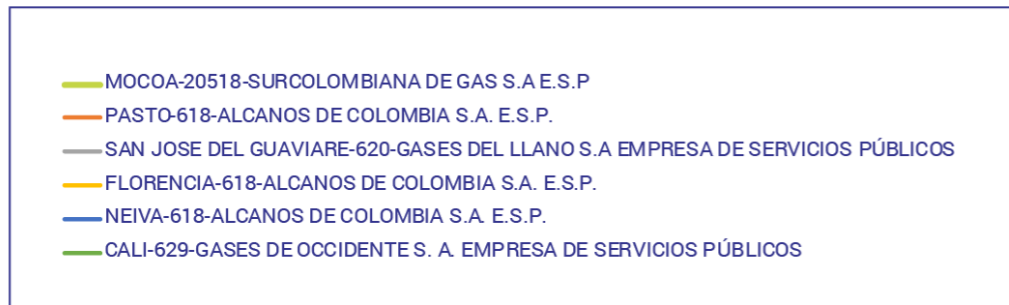 MOCOA-20518-SURCOLOMBIANA DE GAS S.A E.S.P
PASTO-618-ALCANOS DE COLOMBIA S.A. E.S.P.
SAN JOSE DEL GUAVIARE-620-GASES DEL LLANO S.A EMPRESA DE SERVICIOS PÚBLICOS
FLORENCIA-618-ALCANOS DE COLOMBIA S.A. E.S.P.
NEIVA-618-ALCANOS DE COLOMBIA S.A. E.S.P.
CALI-629-GASES DE OCCIDENTE S. A. EMPRESA DE SERVICIOS PÚBLICOS